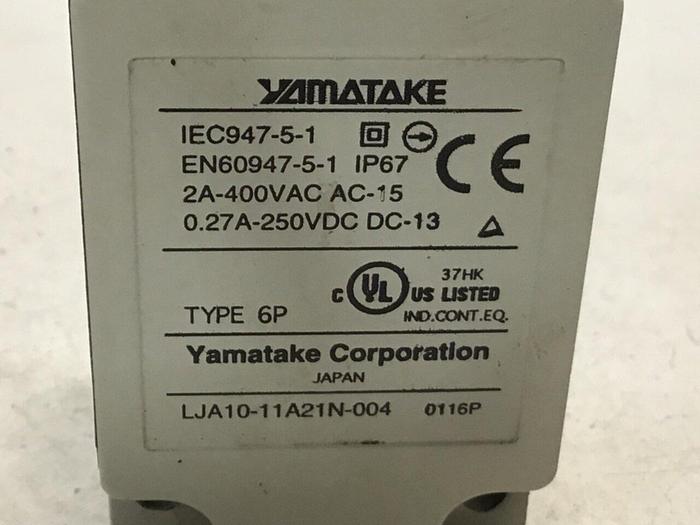 YAMATAKE
IEC947-5-1
EN60947-5-1 IP67
2A-400VAC AC-15
0.27A-250VDC DC-13
CE
37HK
C UL US LISTED
IND.CONT.EQ.
TYPE 6P
Yamatake Corporation
JAPAN
LJA10-11A21N-004 0116P